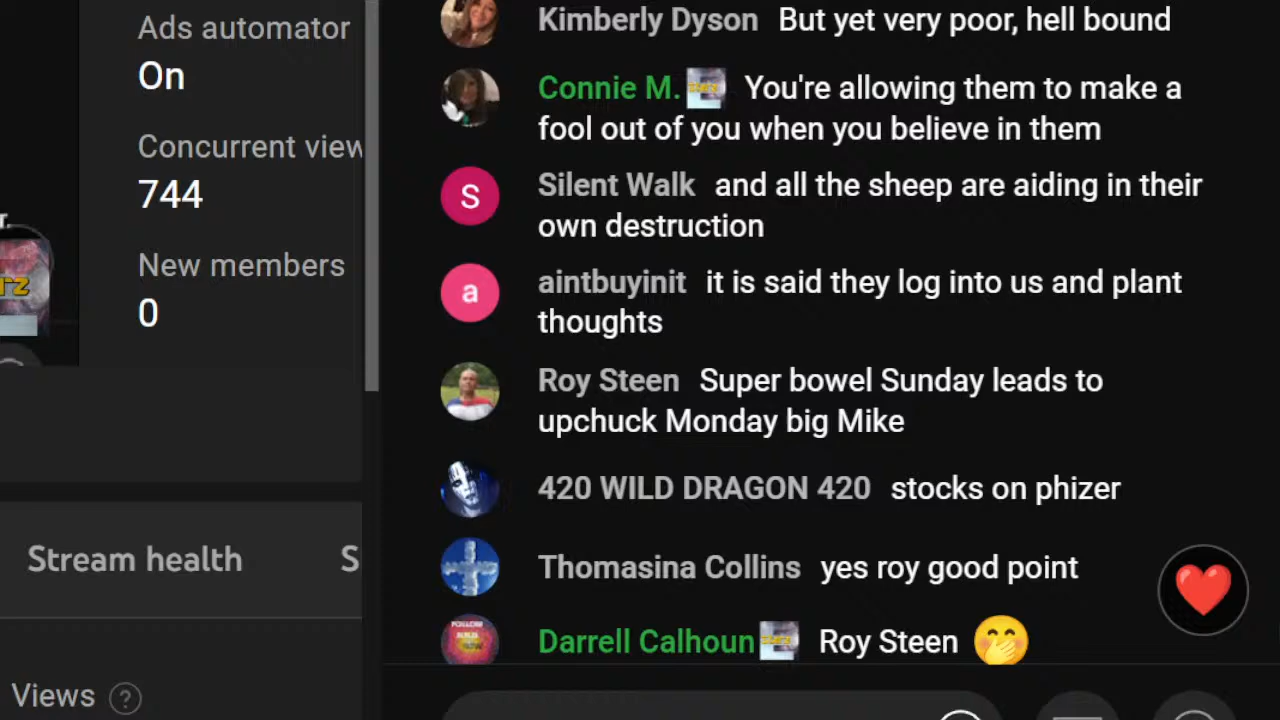 Ads automator
On
Concurrent view
744
New members
0
Stream health S
Views ?
Kimberly Dyson But yet very poor, hell bound
Connie M. You're allowing them to make a
fool out of you when you believe in them
S
Silent Walk and all the sheep are aiding in their
own destruction
a
aintbuyinit it is said they log into us and plant
thoughts
Roy Steen Super bowel Sunday leads to
upchuck Monday big Mike
420 WILD DRAGON 420 stocks on phizer
Thomasina Collins yes roy good point
FOLLOW
Darrell Calhoun Roy Steen